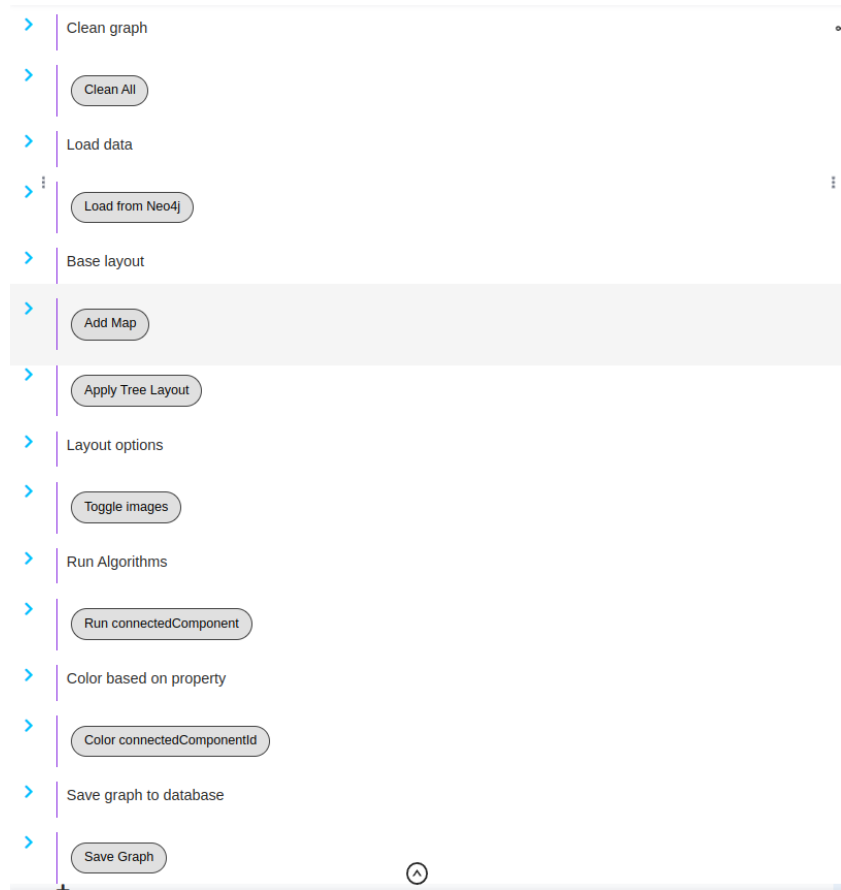 Clean graph
Clean All
Load data
Load from Neo4j
Base layout
Add Map
Apply Tree Layout
Layout options
Toggle images
Run Algorithms
Run connectedComponent
Color based on property
Color connectedComponentId
Save graph to database
Save Graph